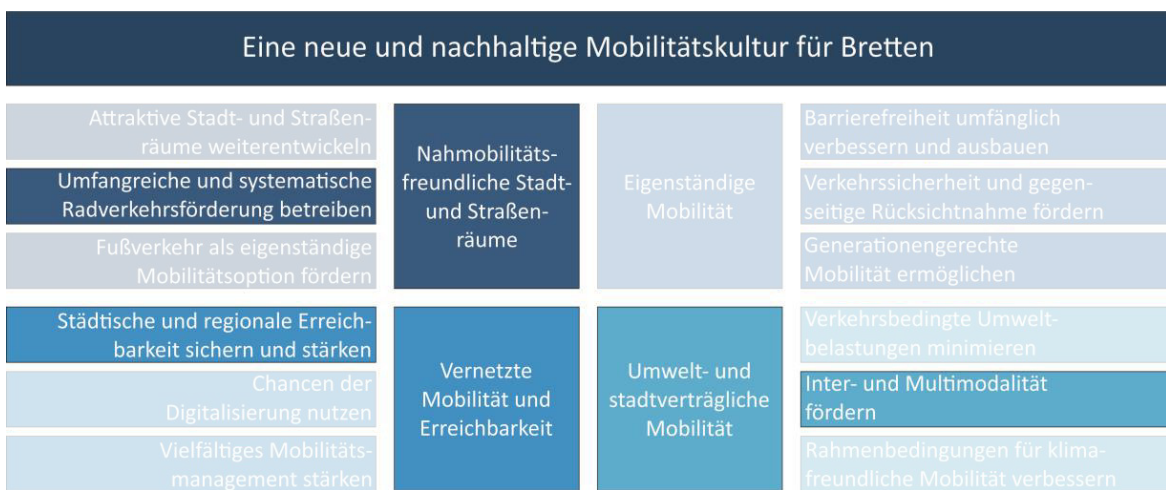 Eine neue und nachhaltige Mobilitätskultur für Bretten
Attraktive Stadt- und Straßen-
räume weiterentwickeln
Umfangreiche und systematische
Radverkehrsförderung betreiben
Fußverkehr als eigenständige
Mobilitätsoption fördern
Nahmobilitäts-
freundliche Stadt-
und Straßen-
räume
Eigenständige
Mobilität
Barrierefreiheit umfänglich
verbessern und ausbauen
Verkehrssicherheit und gegen-
seitige Rücksichtnahme fördern
Generationengerechte
Mobilität ermöglichen
Städtische und regionale Erreich-
barkeit sichern und stärken
Chancen der
Digitalisierung nutzen
Vielfältiges Mobilitäts-
management stärken
Vernetzte
Mobilität und
Erreichbarkeit
Umwelt- und
stadtverträgliche
Mobilität
Verkehrsbedingte Umwelt-
belastungen minimieren
Inter- und Multimodalität
fördern
Rahmenbedingungen für klima-
freundliche Mobilität verbessern